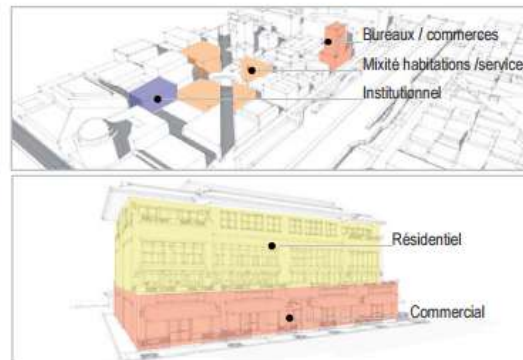 Bureaux / commerces
Mixité habitations /service
Institutionnel
Résidentiel
Commercial